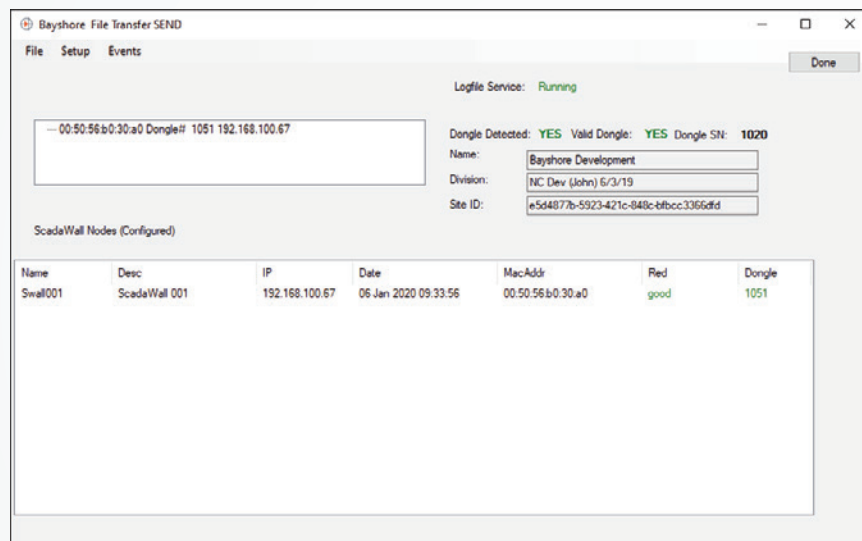 Bayshore File Transfer SEND
File Setup Events
Done
Logfile Service: Running
00:50:56:b0:30:a0 Dongle# 1051 192.168.100.67
Dongle Detected: YES Valid Dongle: YES Dongle SN: 1020
Name: Bayshore Development
Division: NC Dev (John) 6/3/19
Site ID: e5d4877b-5923-421c-848c-bfbcc3366dfd
ScadaWall Nodes (Configured)
Name Desc IP Date MacAddr Red Dongle
Swall001 ScadaWall 001 192.168.100.67 06 Jan 2020 09:33:56 00:50:56:b0:30:a0 good 1051